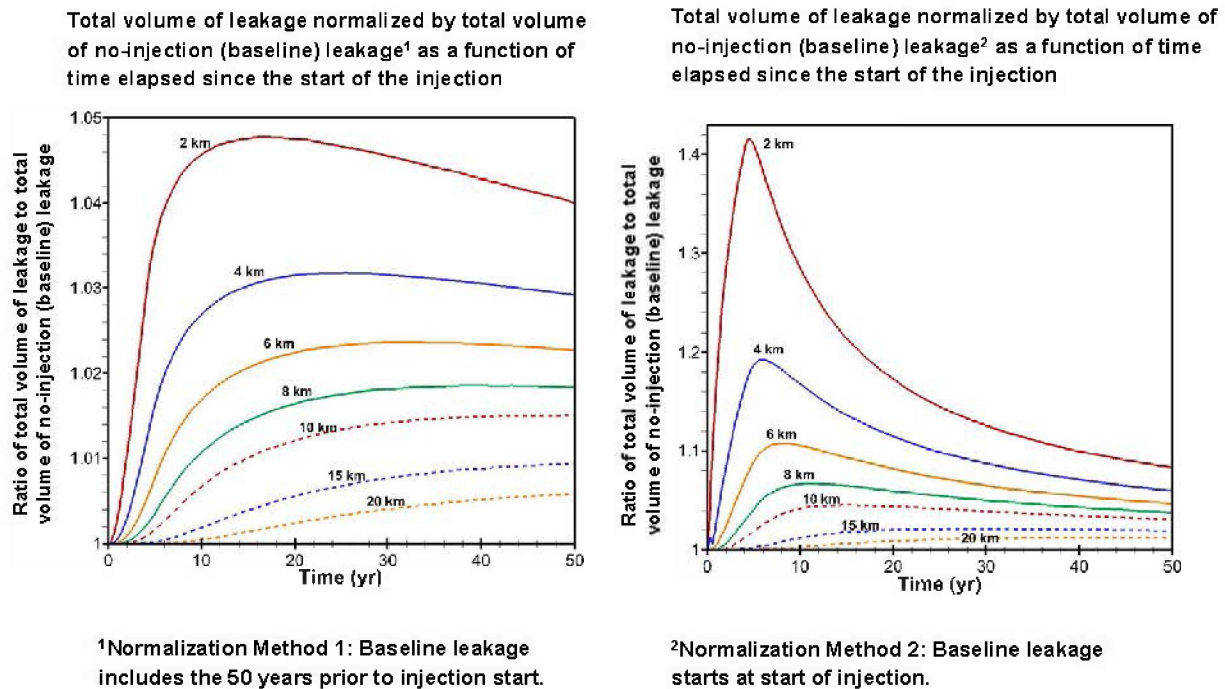 Total volume of leakage normalized by total volume
of no-injection (baseline) leakage¹ as a function of
time elapsed since the start of the injection
Ratio of total volume of leakage to total
volume of no-injection (baseline) leakage
1.05
1.04
1.03
1.02
1.01
1
2 km
4 km
6 km
8 km
10 km
15 km
20 km
0
10
20
30
40
50
Time (yr)
¹Normalization Method 1: Baseline leakage
includes the 50 years prior to injection start.
Total volume of leakage normalized by total volume of
no-injection (baseline) leakage² as a function of time
elapsed since the start of the injection
Ratio of total volume of leakage to total
volume of no-injection (baseline) leakage
1.4
1.3
1.2
1.1
1
2 km
4 km
6 km
8 km
10 km
15 km
20 km
0
10
20
30
40
50
Time (yr)
²Normalization Method 2: Baseline leakage
starts at start of injection.